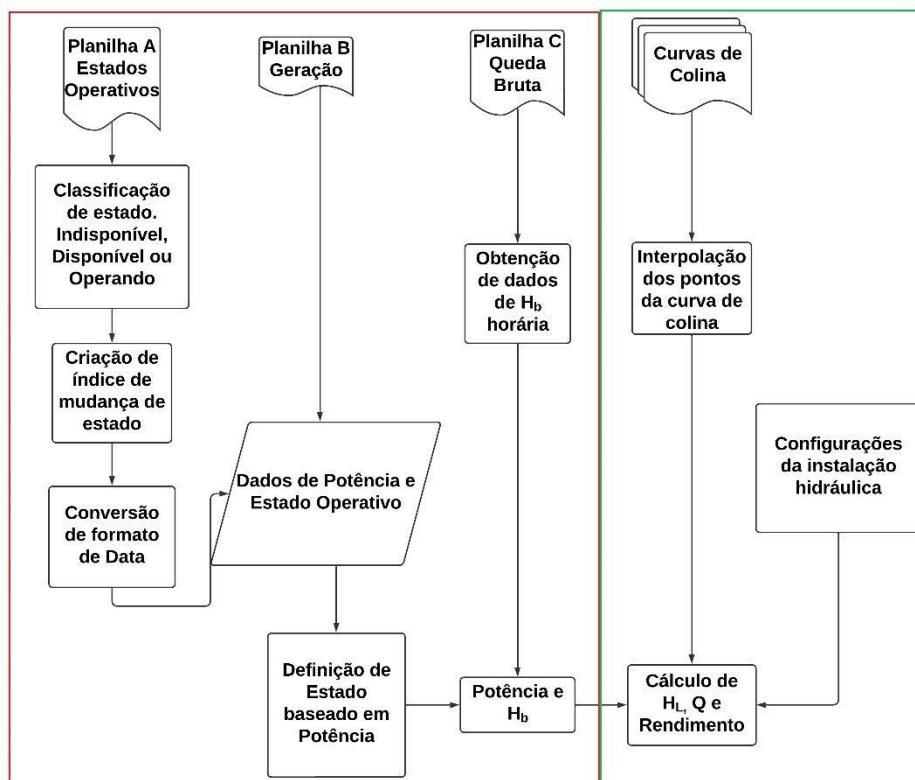 Planilha A
Estados
Operativos
Planilha B
Geração
Planilha C
Queda
Bruta
Curvas de
Colina
Classificação
de estado.
Indisponível,
Disponível ou
Operando
Obtenção
de dados
de Hb
horária
Interpolação
dos pontos
da curva de
colina
Criação de
índice de
mudança de
estado
Configurações
da instalação
hidráulica
Dados de Potência e
Estado Operativo
Conversão
de formato
de Data
Definição de
Estado
baseado em
Potência
Potência e
Hb
Cálculo de
HL, Q e
Rendimento